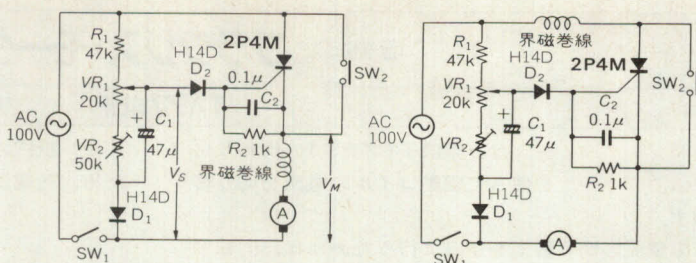 R₁
47k
VR₁
20k
VR₂
50k
AC
100V
H14D
D₂
+
C₁
47μ
H14D
D₁
SW₁
VS
2P4M
0.1μ
C₂
R₂ 1k
界磁巻線
A
VM
SW₂
界磁巻線
R₁
47k
VR₁
20k
VR₂
50k
AC
100V
H14D
D₂
+
C₁
47μ
H14D
D₁
2P4M
C₂
0.1μ
R₂ 1k
SW₂
A
SW₁